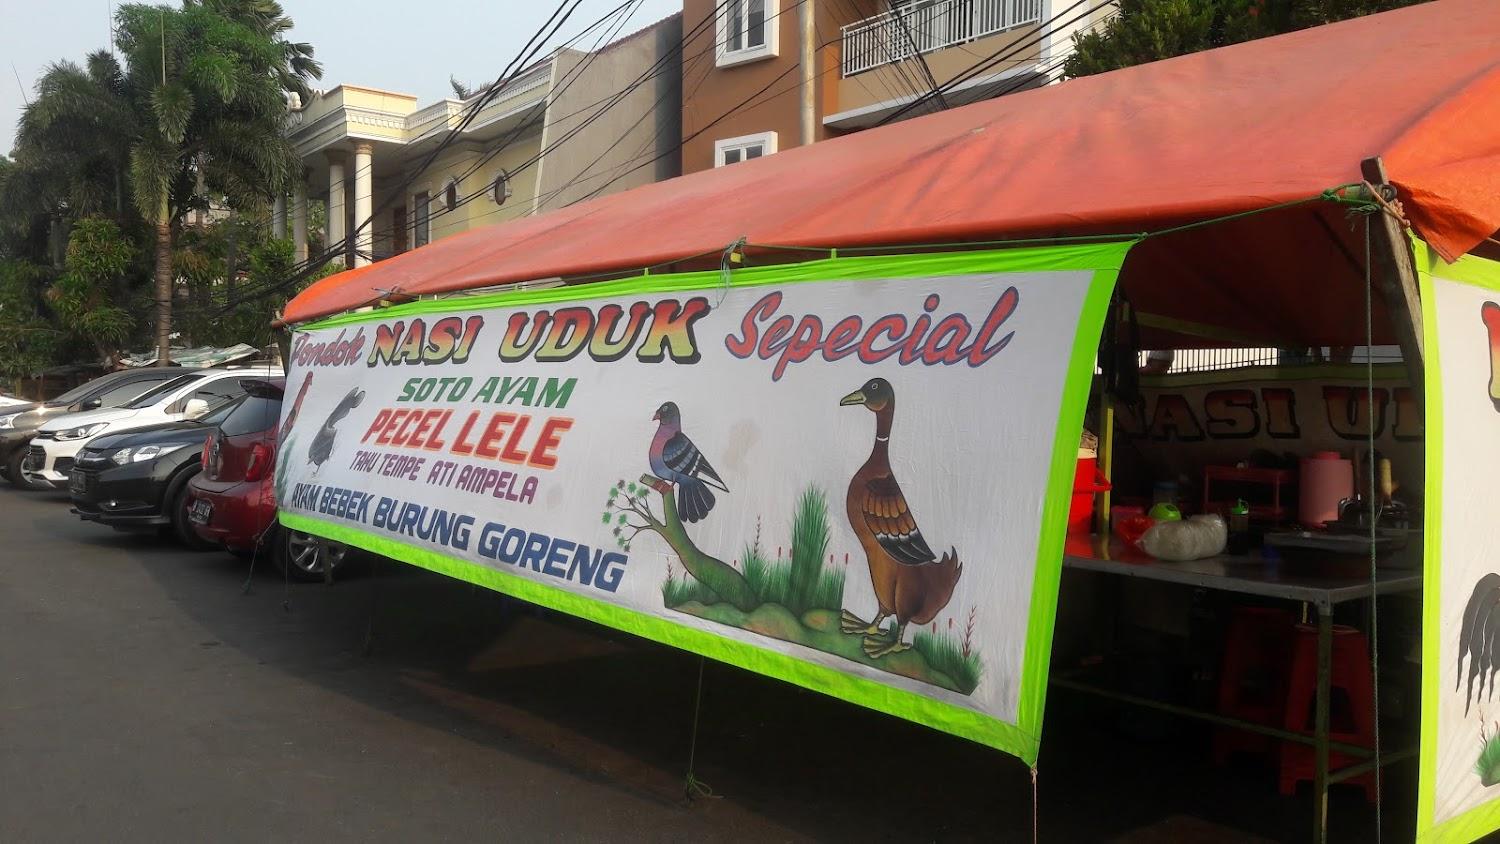 Pondok NASI UDUK Sepecial
SOTO AYAM
PECEL LELE
TAHU TEMPE ATI AMPELA
AYAM BEBEK BURUNG GORENG
NASI U